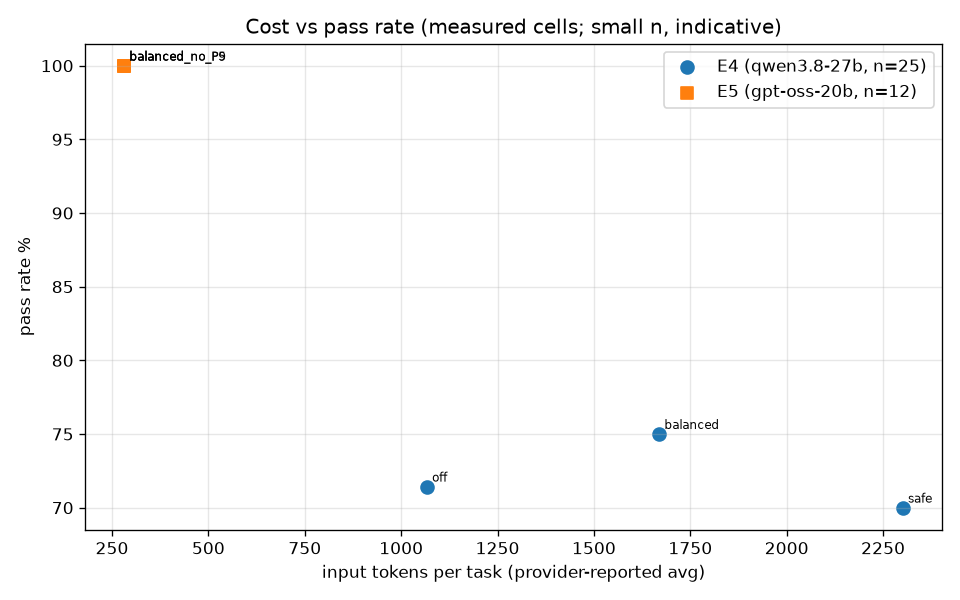 Cost vs pass rate (measured cells; small n, indicative)
E4 (qwen3.8-27b, n=25)
E5 (gpt-oss-20b, n=12)
balanced_no_P9
balanced
off
safe
pass rate %
100
95
90
85
80
75
70
250 500 750 1000 1250 1500 1750 2000 2250
input tokens per task (provider-reported avg)